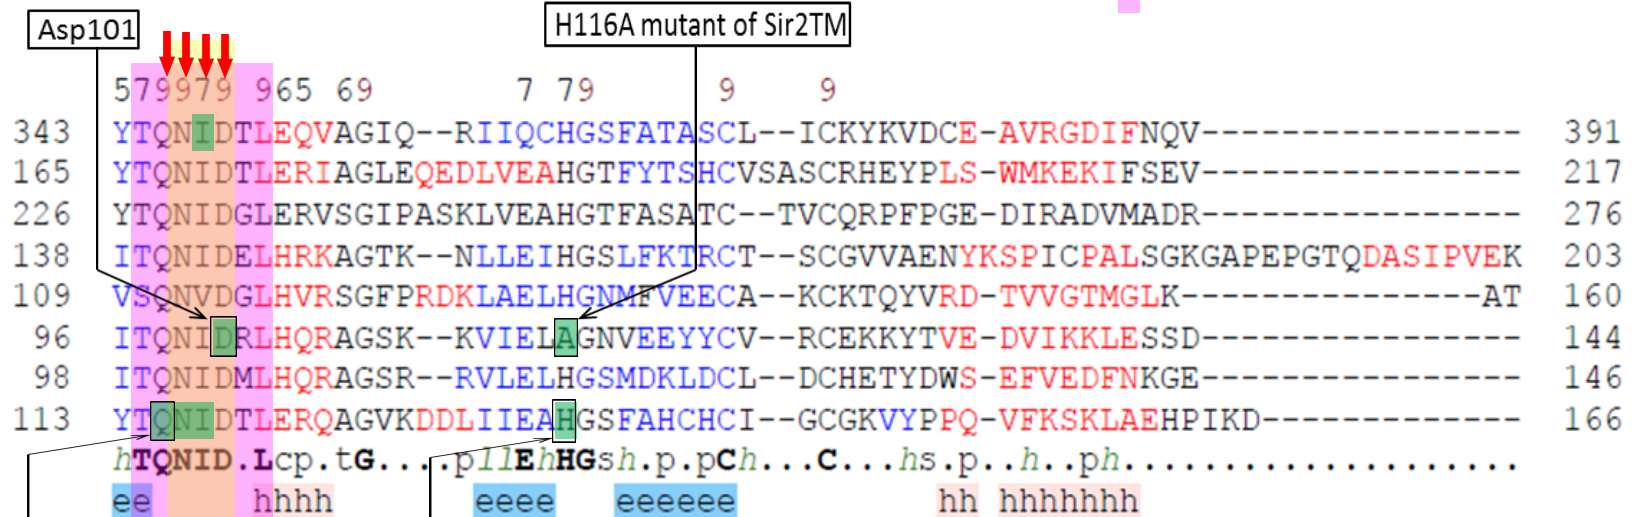 Asp101
H116A mutant of Sir2TM
579979 965 69 7 79 9 9
343 YTQNIDTLEQVAGIQ--RIIQCHGSFATASCL--ICKYKVDCE-AVRGDIFNQV---------------- 391
165 YTQNIDTLERIAGLEQEDLVEAHGTFYTSHCVSASCRHEYPLS-WMKEKIFSEV---------------- 217
226 YTQNIDGLERVSGIPASKLVEAHGTFASATC--TVCQRPFPGE-DIRADVMADR---------------- 276
138 ITQNIDELHRKAGTK--NLLEIHGSLFKTRCT--SCGVVAENYKSPICPALSGKGAPEPGTQDASIPVEK 203
109 VSQNVDGLHVRSGFPRDKLAELHGNMFVEECA--KCKTQYVRD-TVVGTMGLK---------------AT 160
96 ITQNIDRLHQRAGSK--KVIELAGNVEEYYCV--RCEKKYTVE-DVIKKLESSD---------------- 144
98 ITQNIDMLHQRAGSR--RVLELHGSMDKLDCL--DCHETYDWS-EFVEDFNKGE---------------- 146
113 YTQNIDTLERQAGVKDDLIIEAHGSFAHCHCI--GCGKVYPPQ-VFKSKLAEHPIKD------------- 166
hTQNID.Lcp.tG....pllEhHGsh.p.pCh...C...hs.p..h..ph....................
ee hhhh eeee eeeeee hh hhhhhhh